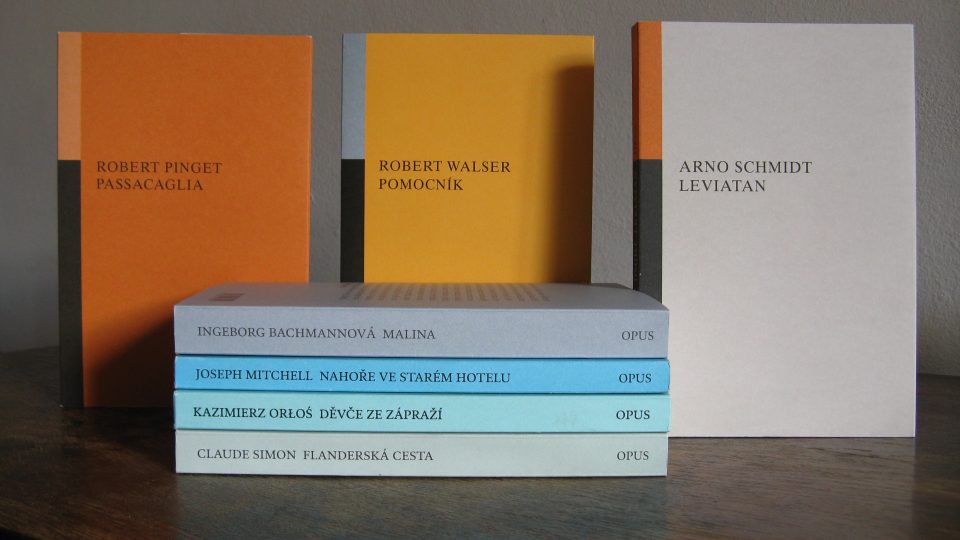 ROBERT PINGET
PASSACAGLIA
ROBERT WALSER
POMOCNÍK
ARNO SCHMIDT
LEVIATAN
INGEBORG BACHMANNOVÁ MALINA OPUS
JOSEPH MITCHELL NAHOŘE VE STARÉM HOTELU OPUS
KAZIMIERZ ORŁOŚ DĚVČE ZE ZÁPRAŽÍ OPUS
CLAUDE SIMON FLANDERSKÁ CESTA OPUS